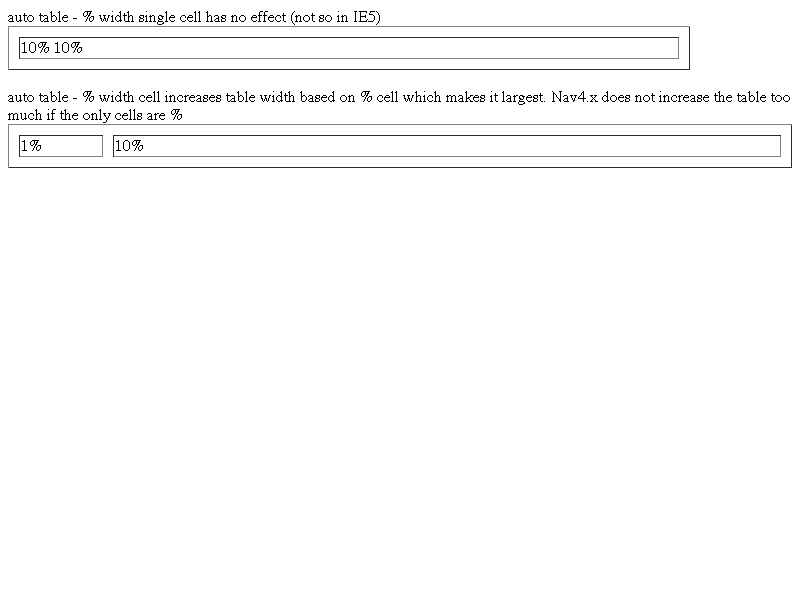 auto table - % width single cell has no effect (not so in IE5)
10% 10%
auto table - % width cell increases table width based on % cell which makes it largest. Nav4.x does not increase the table too
much if the only cells are %
1% 10%